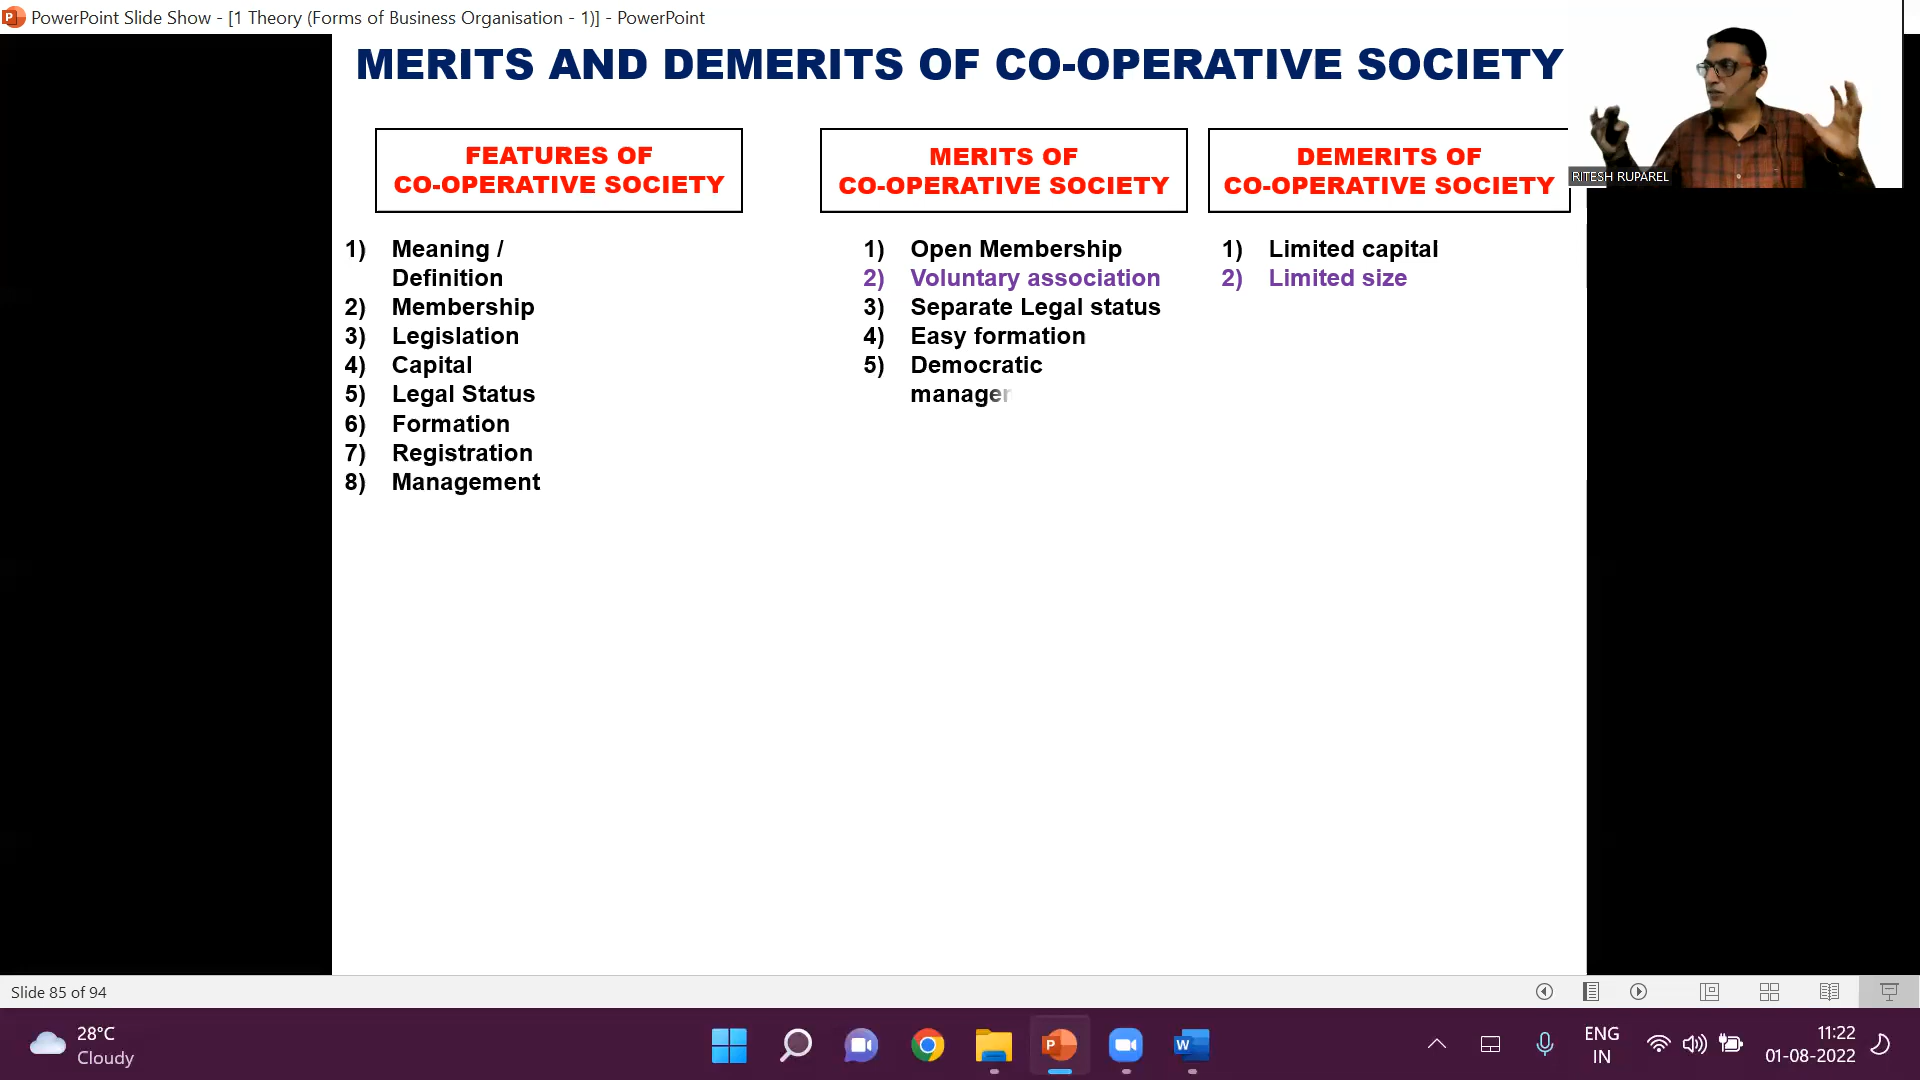 PowerPoint Slide Show - [1 Theory (Forms of Business Organisation - 1)] - PowerPoint
MERITS AND DEMERITS OF CO-OPERATIVE SOCIETY
RITESH RUPAREL
FEATURES OF
CO-OPERATIVE SOCIETY
1) Meaning /
Definition
2) Membership
3) Legislation
4) Capital
5) Legal Status
6) Formation
7) Registration
8) Management
MERITS OF
CO-OPERATIVE SOCIETY
1) Open Membership
2) Voluntary association
3) Separate Legal status
4) Easy formation
5) Democratic
manager
DEMERITS OF
CO-OPERATIVE SOCIETY
1) Limited capital
2) Limited size
Slide 85 of 94
28°C
Cloudy
ENG
IN
11:22
01-08-2022